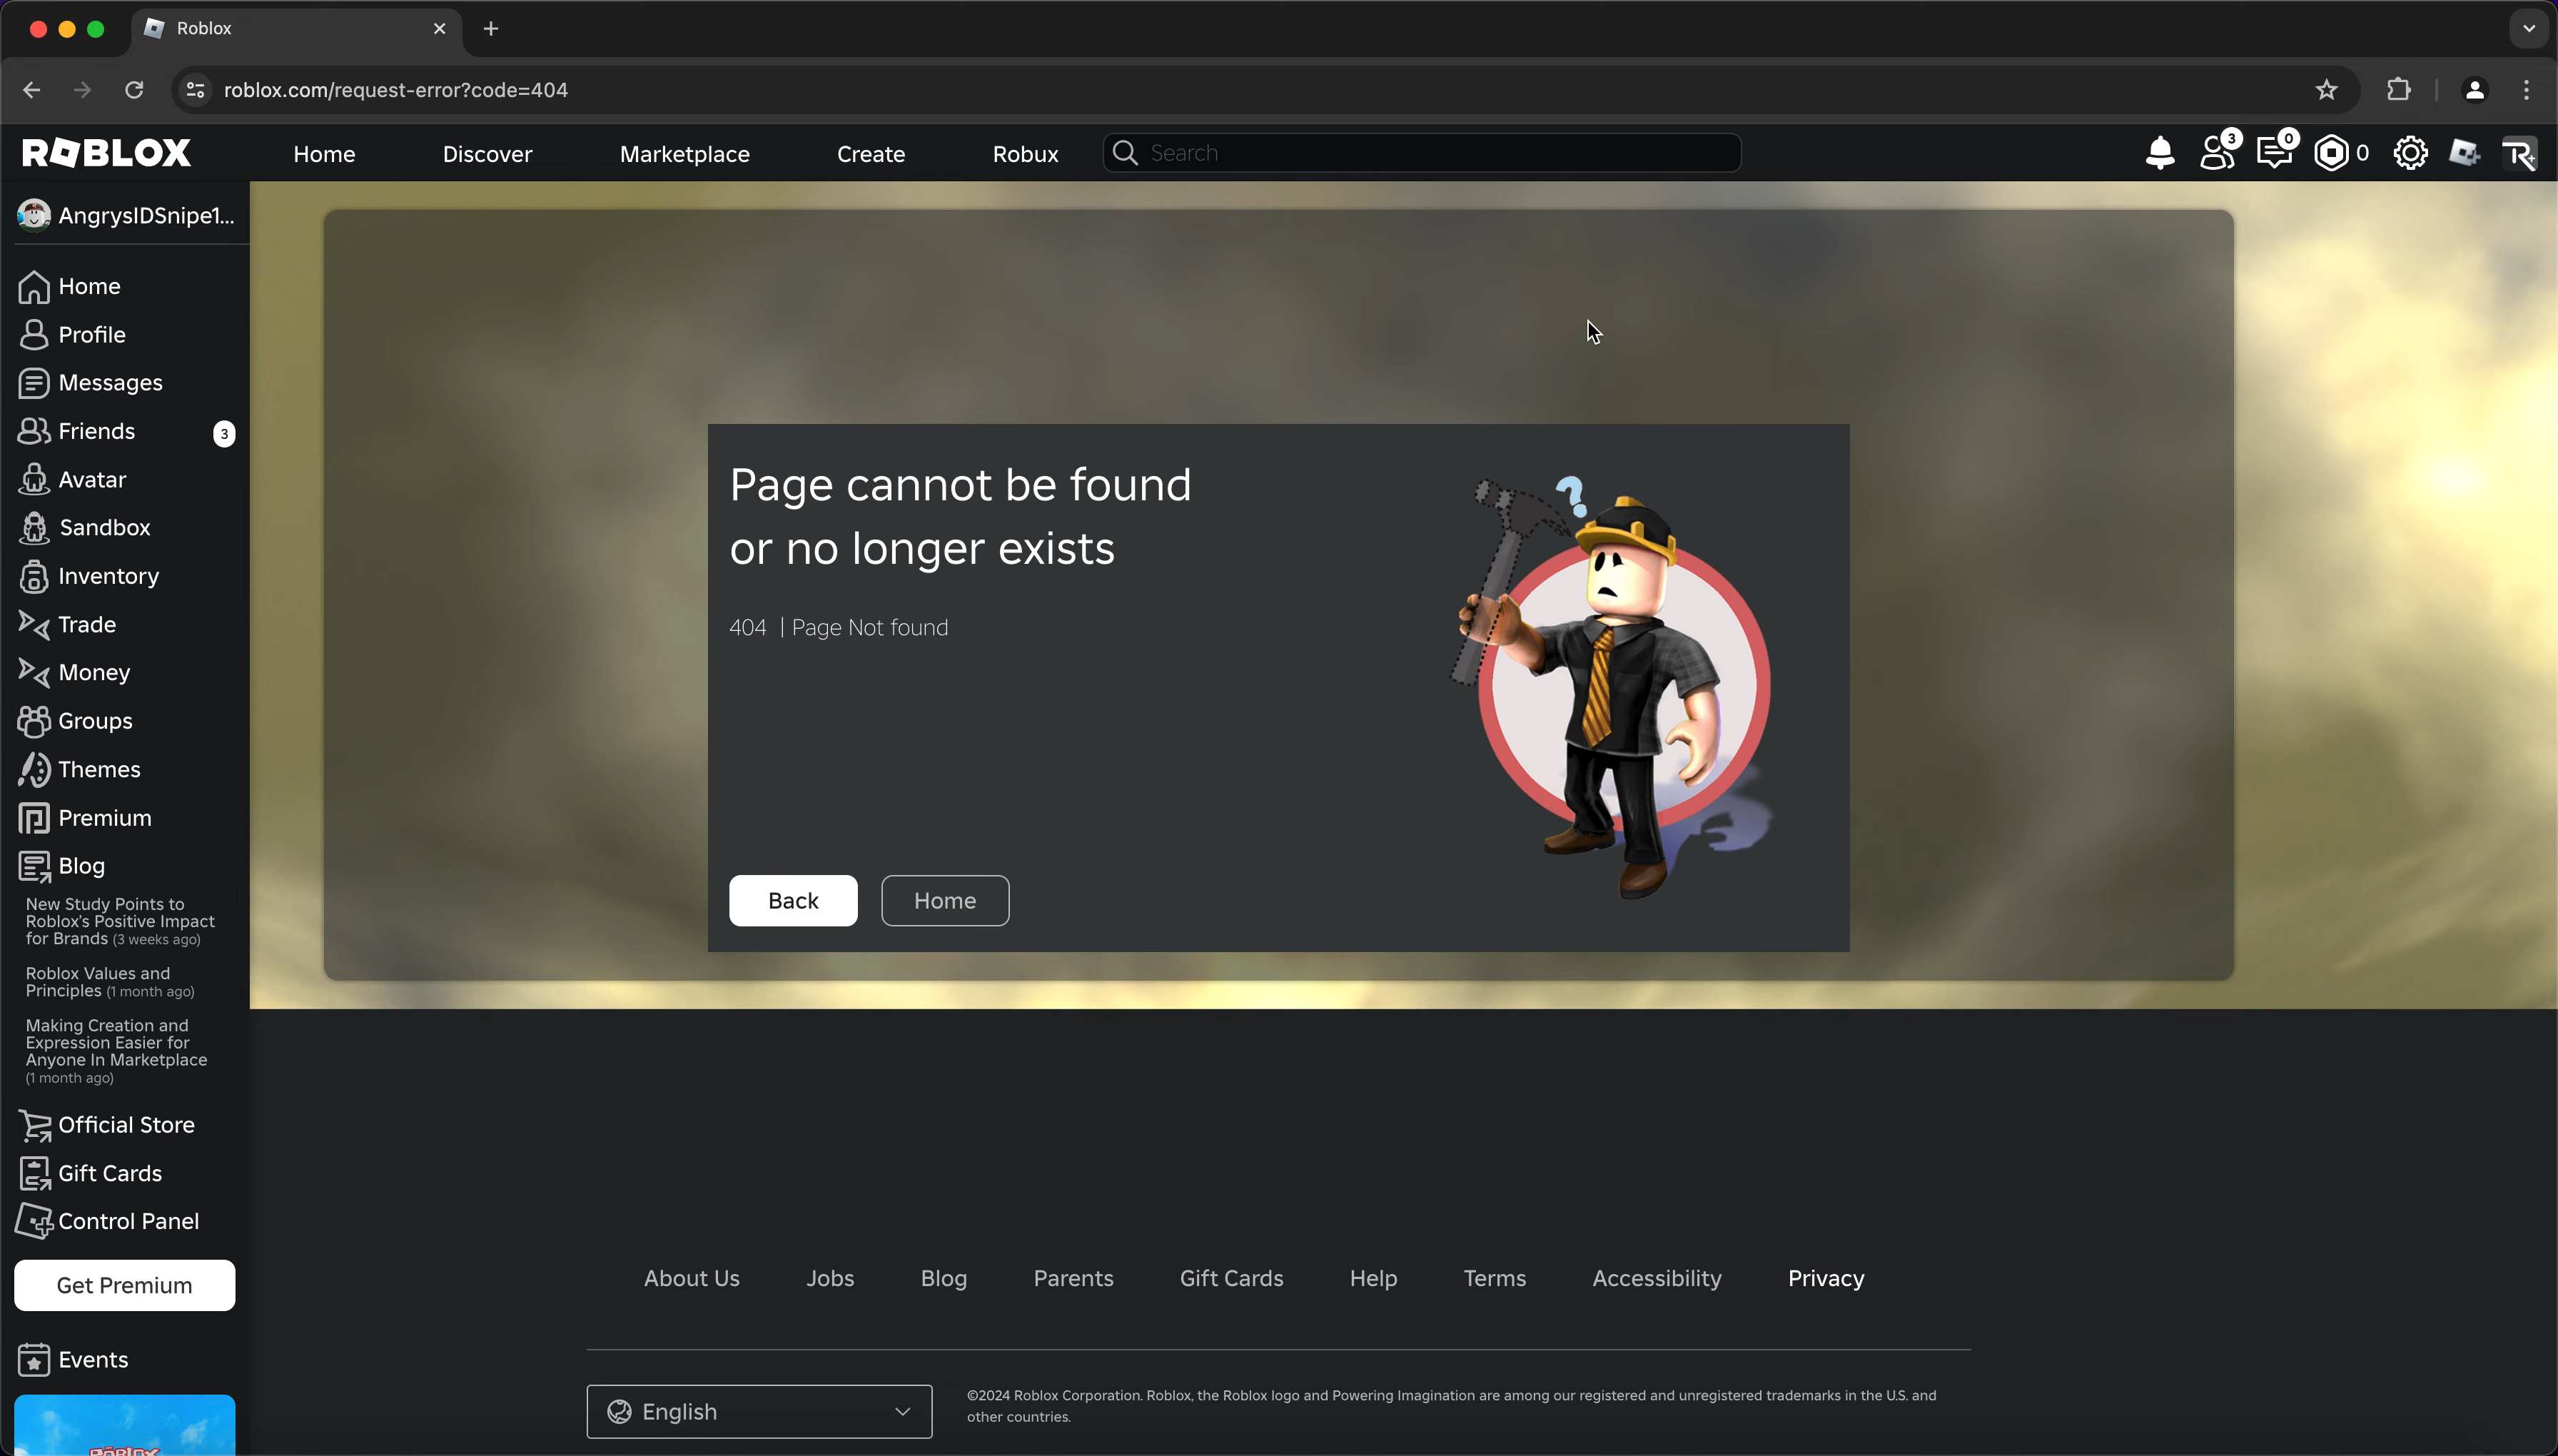 Roblox
roblox.com/request-error?code=404
ROBLOX
Home
Discover
Marketplace
Create
Robux
Search
3
0
0
AngrysIDSnipe1...
Home
Profile
Messages
Friends
3
Avatar
Sandbox
Inventory
Trade
Money
Groups
Themes
Premium
Blog
New Study Points to
Roblox's Positive Impact
for Brands (3 weeks ago)
Roblox Values and
Principles (1 month ago)
Making Creation and
Expression Easier for
Anyone In Marketplace
(1 month ago)
Official Store
Gift Cards
Control Panel
Get Premium
Events
ROBLOX
Page cannot be found
or no longer exists
404 | Page Not found
?
Back
Home
About Us
Jobs
Blog
Parents
Gift Cards
Help
Terms
Accessibility
Privacy
English
©2024 Roblox Corporation. Roblox, the Roblox logo and Powering Imagination are among our registered and unregistered trademarks in the U.S. and
other countries.